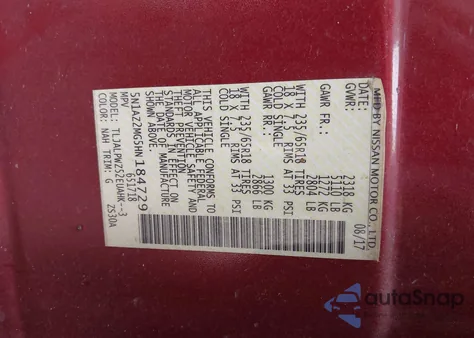 MFD BY NISSAN MOTOR CO., LTD.
DATE: 08/17
GVWR: 2318 KG
5110 LB
GAWR FR: 1272 KG
2804 LB
WITH 235/65R18 TIRES
18 X 7.5 RIMS AT 33 PSI
COLD SINGLE
GAWR RR: 1300 KG
2866 LB
WITH 235/65R18 TIRES
18 X 7.5 RIMS AT 33 PSI
COLD SINGLE
THIS VEHICLE CONFORMS TO
ALL APPLICABLE FEDERAL
MOTOR VEHICLE SAFETY AND
THEFT PREVENTION
STANDARDS IN EFFECT ON
THE DATE OF MANUFACTURE
SHOWN ABOVE.
5N1AZ2MG5HN184729
MPV 651718
MODEL: TLJALPWZ52EUAHK--3
COLOR: NAH TRIM: G ZS30A
autoSnap